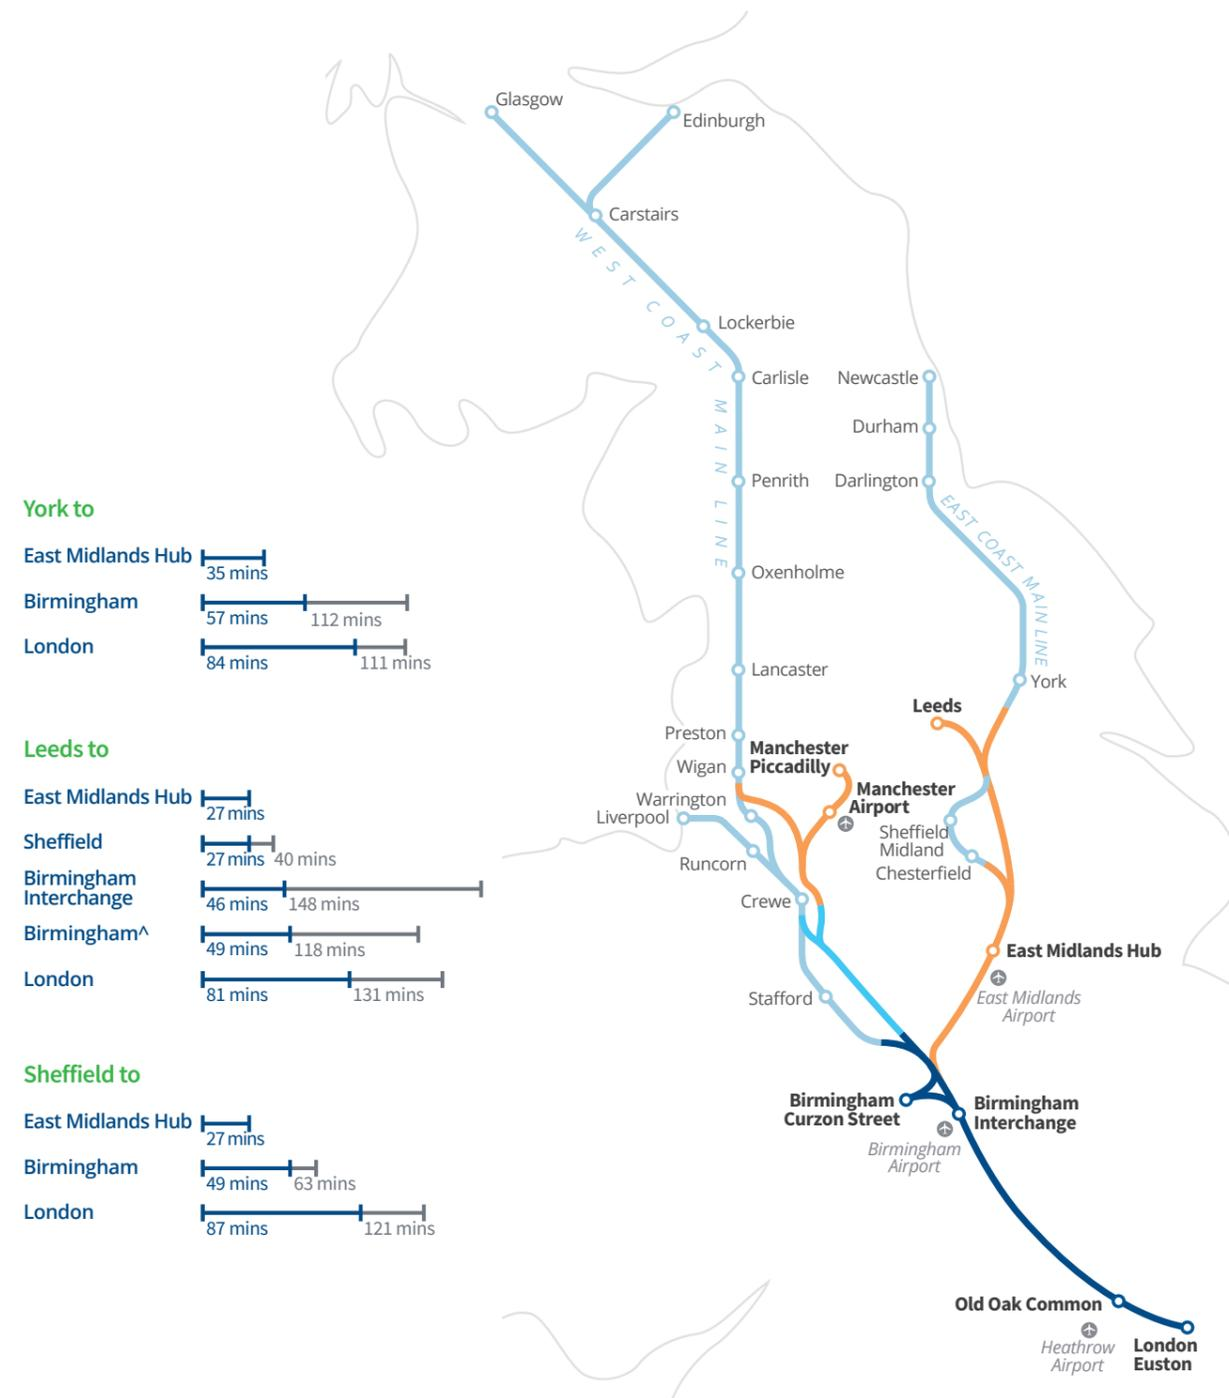 Glasgow
Edinburgh
Carstairs
WEST COAST MAIN LINE
Lockerbie
Carlisle
Newcastle
Durham
Penrith
Darlington
EAST COAST MAIN LINE
Oxenholme
Lancaster
York
Leeds
Preston
Manchester
Piccadilly
Wigan
Manchester
Airport
Warrington
Liverpool
Sheffield
Midland
Runcorn
Chesterfield
Crewe
East Midlands Hub
Stafford
East Midlands
Airport
Birmingham
Curzon Street
Birmingham
Interchange
Birmingham
Airport
Old Oak Common
Heathrow
Airport
London
Euston
York to
East Midlands Hub
35 mins
Birmingham
57 mins 112 mins
London
84 mins 111 mins
Leeds to
East Midlands Hub
27 mins
Sheffield
27 mins 40 mins
Birmingham
Interchange
46 mins 148 mins
Birmingham^
49 mins 118 mins
London
81 mins 131 mins
Sheffield to
East Midlands Hub
27 mins
Birmingham
49 mins 63 mins
London
87 mins 121 mins